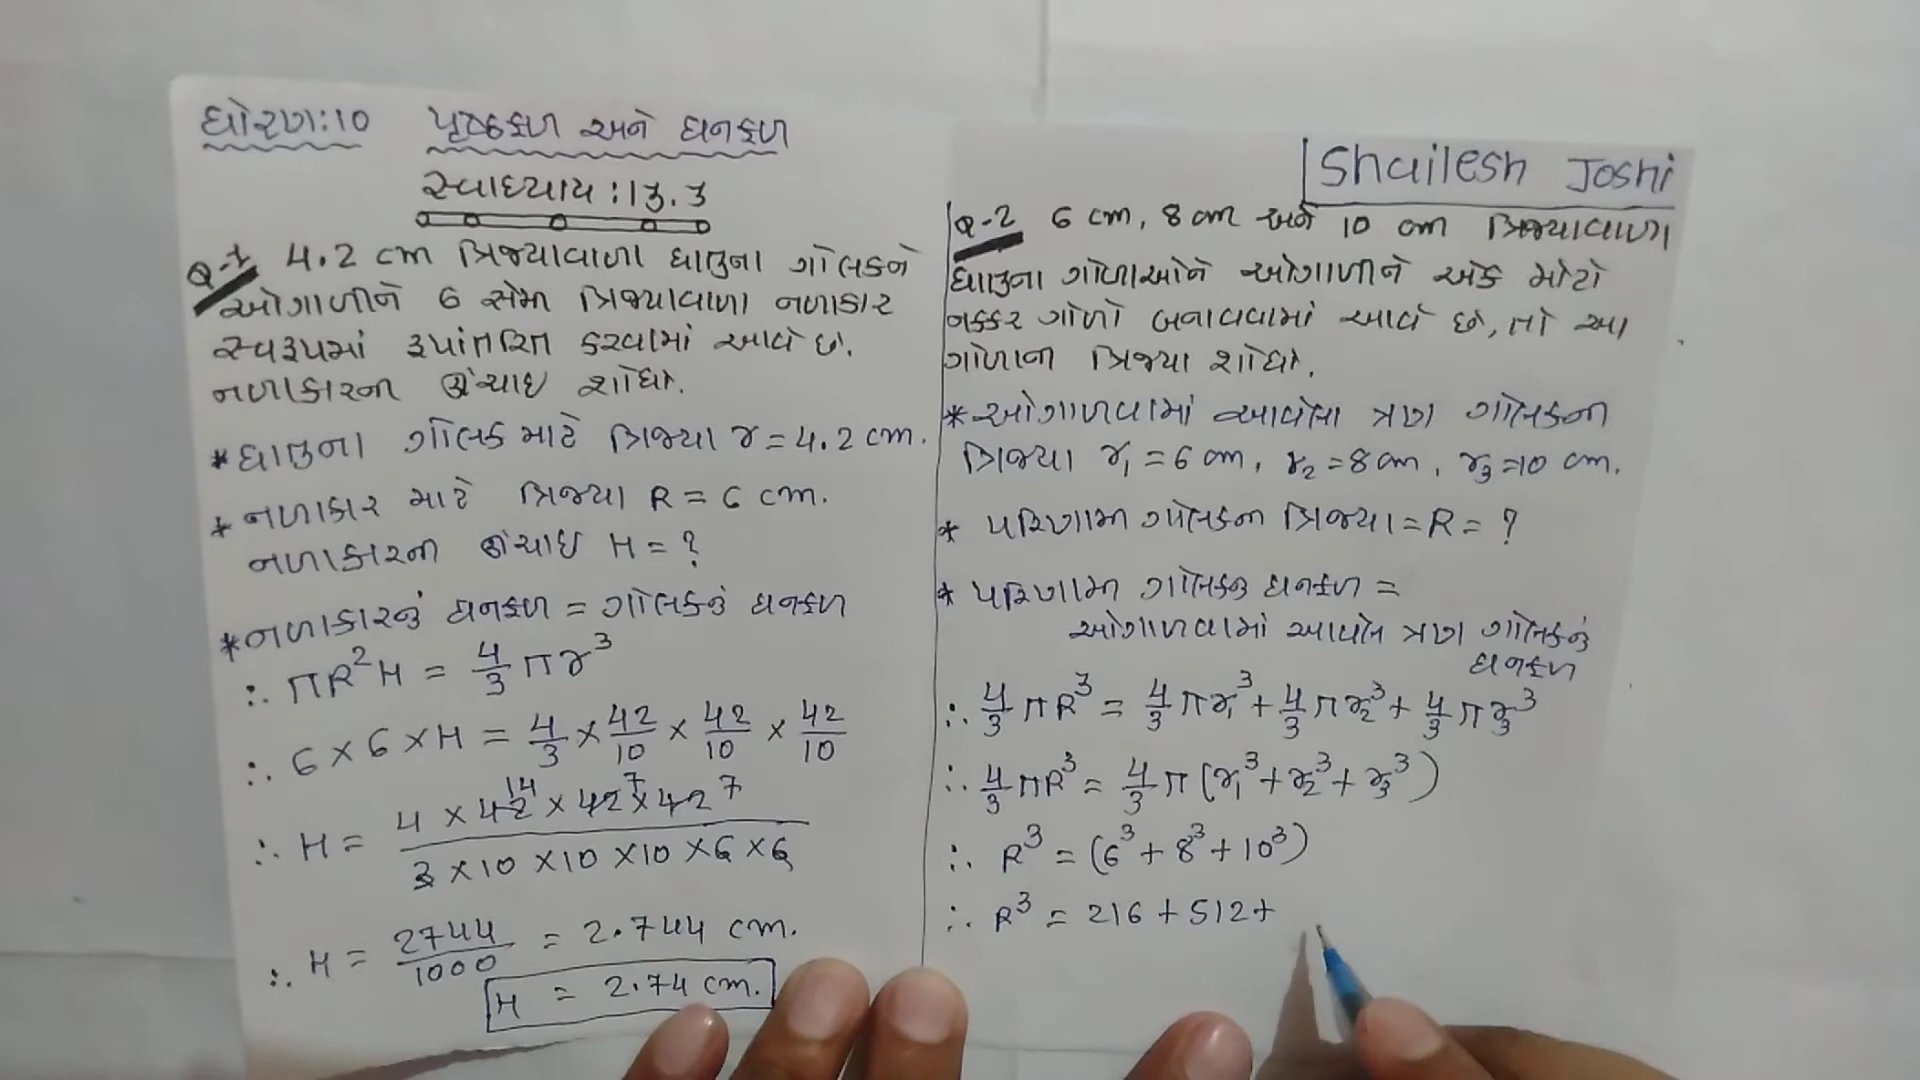 ધોરણ:10 પૃષ્ઠફળ અને ઘનફળ
સ્વાધ્યાય:13.3
Q-1 4.2 cm ત્રિજ્યાવાળા ધાતુના ગોલકને
ઓગાળીને 6 સેમી ત્રિજ્યાવાળા નળાકાર
સ્વરૂપમાં રૂપાંતરિત કરવામાં આવે છે.
નળાકારની ઊંચાઇ શોધો.
* ધાતુના ગોલક માટે ત્રિજ્યા r = 4.2 cm.
* નળાકાર માટે ત્રિજ્યા R = 6 cm.
નળાકારની ઊંચાઇ H = ?
* નળાકારનું ઘનફળ = ગોલકનું ઘનફળ
∴ πR²H = 4/3 πr³
∴ 6 × 6 × H = 4/3 × 42/10 × 42/10 × 42/10
14 7 7
∴ H = 4 × 42 × 42 × 42 / 3 × 10 × 10 × 10 × 6 × 6
∴ H = 2744/1000 = 2.744 cm.
H = 2.74 cm.
Shailesh Joshi
Q-2 6 cm, 8 cm અને 10 cm ત્રિજ્યાવાળા
ધાતુના ગોળાઓને ઓગાળીને એક મોટો
નક્કર ગોળો બનાવવામાં આવે છે, તો આ
ગોળાની ત્રિજ્યા શોધો.
* ઓગાળવામાં આવેલા ત્રણ ગોલકની
ત્રિજ્યા r₁ = 6 cm, r₂ = 8 cm, r₃ = 10 cm.
* પરિણામી ગોલકની ત્રિજ્યા = R = ?
* પરિણામી ગોલકનું ઘનફળ =
ઓગાળવામાં આવેલ ત્રણ ગોલકનું
ઘનફળ
∴ 4/3 πR³ = 4/3 πr₁³ + 4/3 πr₂³ + 4/3 πr₃³
∴ 4/3 πR³ = 4/3 π(r₁³ + r₂³ + r₃³)
∴ R³ = (6³ + 8³ + 10³)
∴ R³ = 216 + 512 +